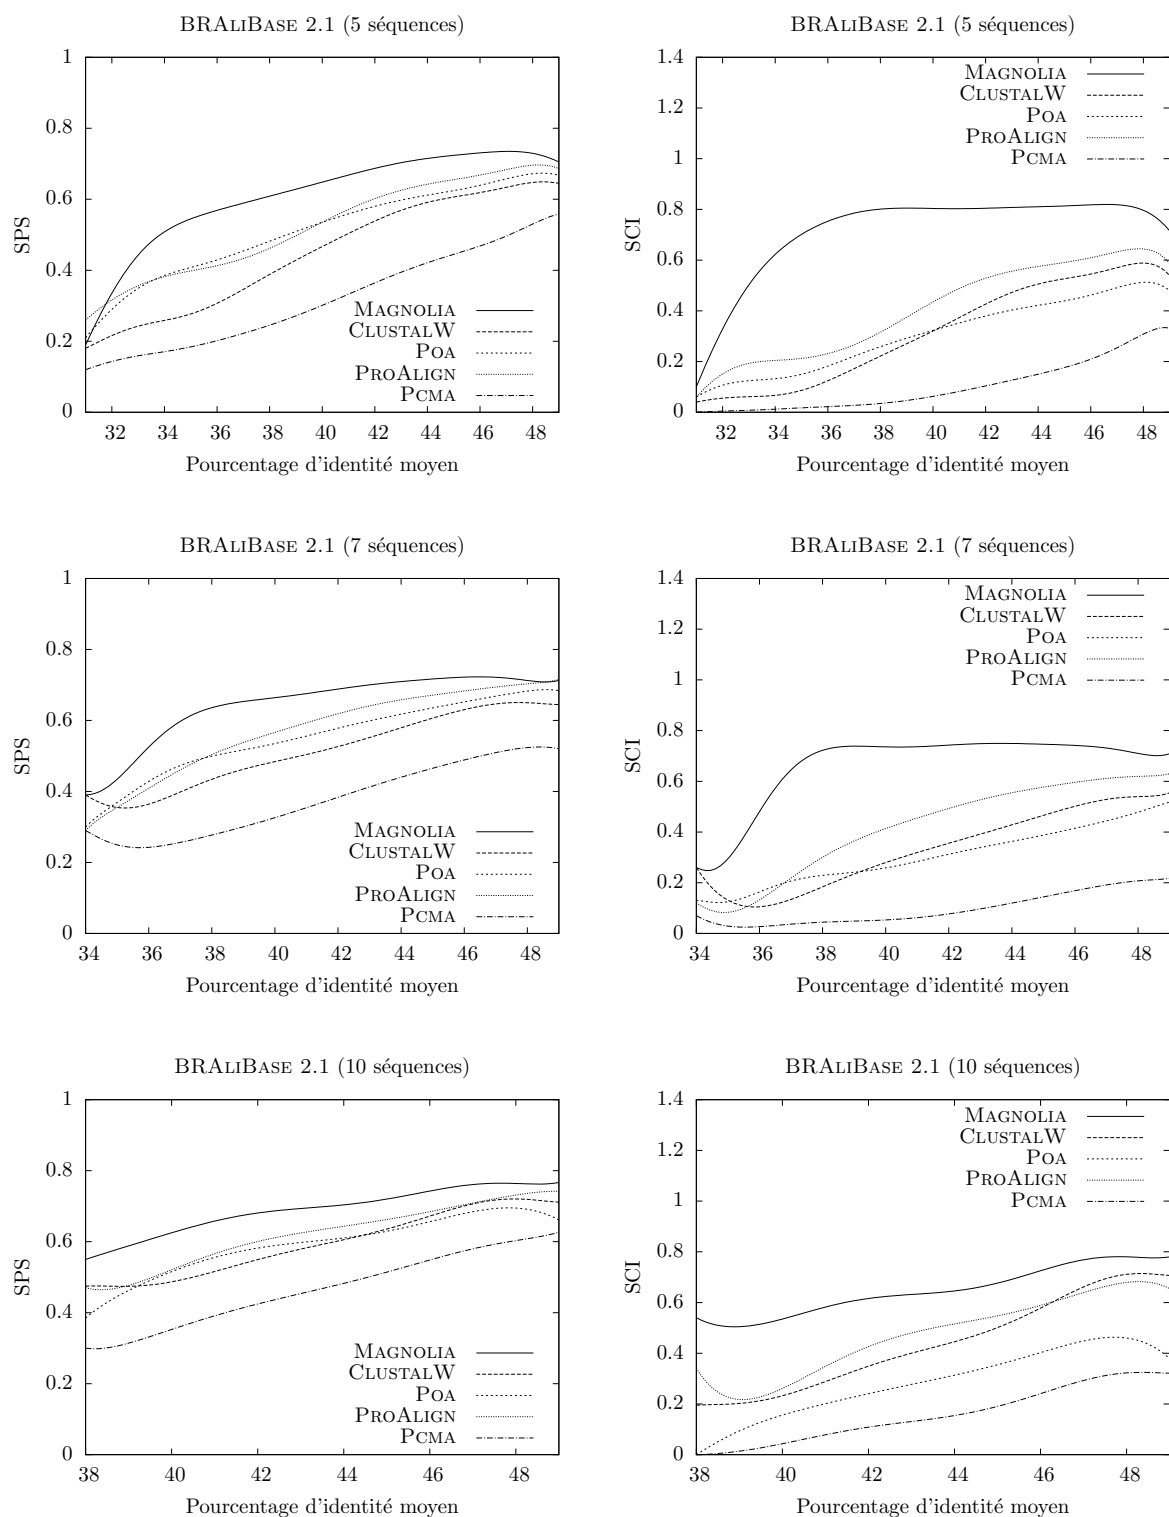 BRALIBASE 2.1 (5 séquences)
1
0.8
0.6
0.4
0.2
0
SPS
MAGNOLIA
CLUSTALW
POA
PROALIGN
PCMA
32 34 36 38 40 42 44 46 48
Pourcentage d'identité moyen
BRALIBASE 2.1 (5 séquences)
1.4
1.2
1
0.8
0.6
0.4
0.2
0
SCI
MAGNOLIA
CLUSTALW
POA
PROALIGN
PCMA
32 34 36 38 40 42 44 46 48
Pourcentage d'identité moyen
BRALIBASE 2.1 (7 séquences)
1
0.8
0.6
0.4
0.2
0
SPS
MAGNOLIA
CLUSTALW
POA
PROALIGN
PCMA
34 36 38 40 42 44 46 48
Pourcentage d'identité moyen
BRALIBASE 2.1 (7 séquences)
1.4
1.2
1
0.8
0.6
0.4
0.2
0
SCI
MAGNOLIA
CLUSTALW
POA
PROALIGN
PCMA
34 36 38 40 42 44 46 48
Pourcentage d'identité moyen
BRALIBASE 2.1 (10 séquences)
1
0.8
0.6
0.4
0.2
0
SPS
MAGNOLIA
CLUSTALW
POA
PROALIGN
PCMA
38 40 42 44 46 48
Pourcentage d'identité moyen
BRALIBASE 2.1 (10 séquences)
1.4
1.2
1
0.8
0.6
0.4
0.2
0
SCI
MAGNOLIA
CLUSTALW
POA
PROALIGN
PCMA
38 40 42 44 46 48
Pourcentage d'identité moyen